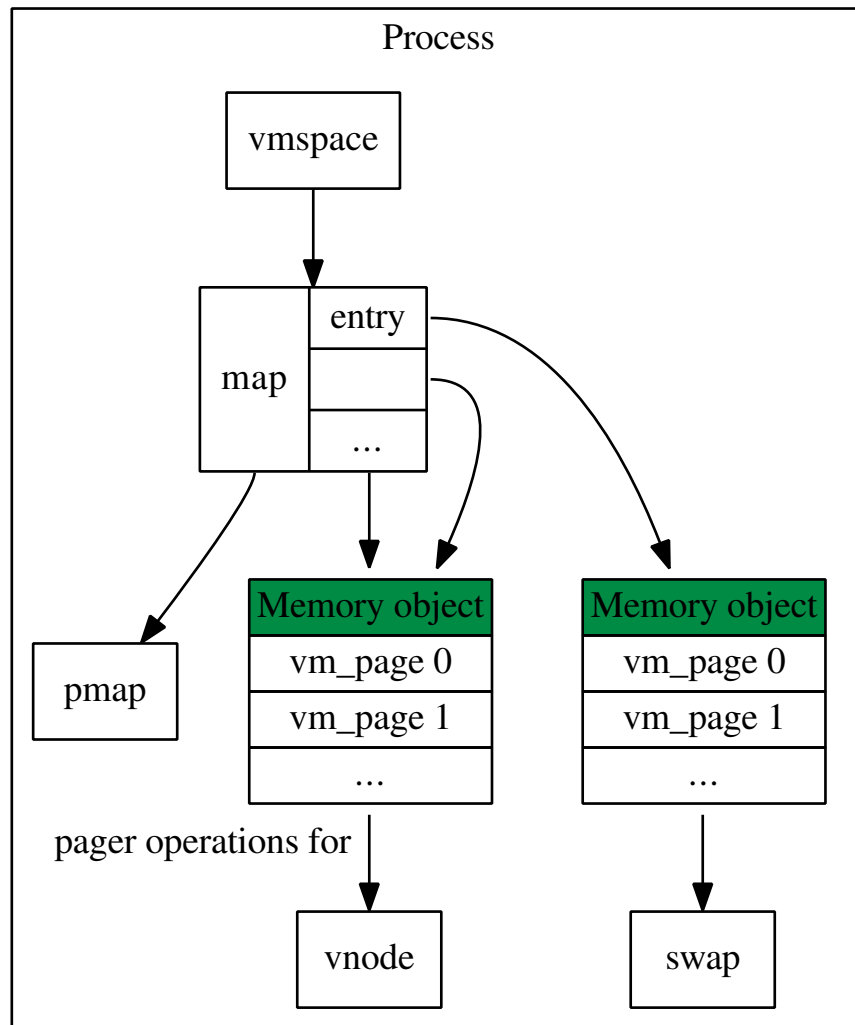 Process
vmspace
map
entry
...
pmap
Memory object
vm_page 0
vm_page 1
...
Memory object
vm_page 0
vm_page 1
...
pager operations for
vnode
swap